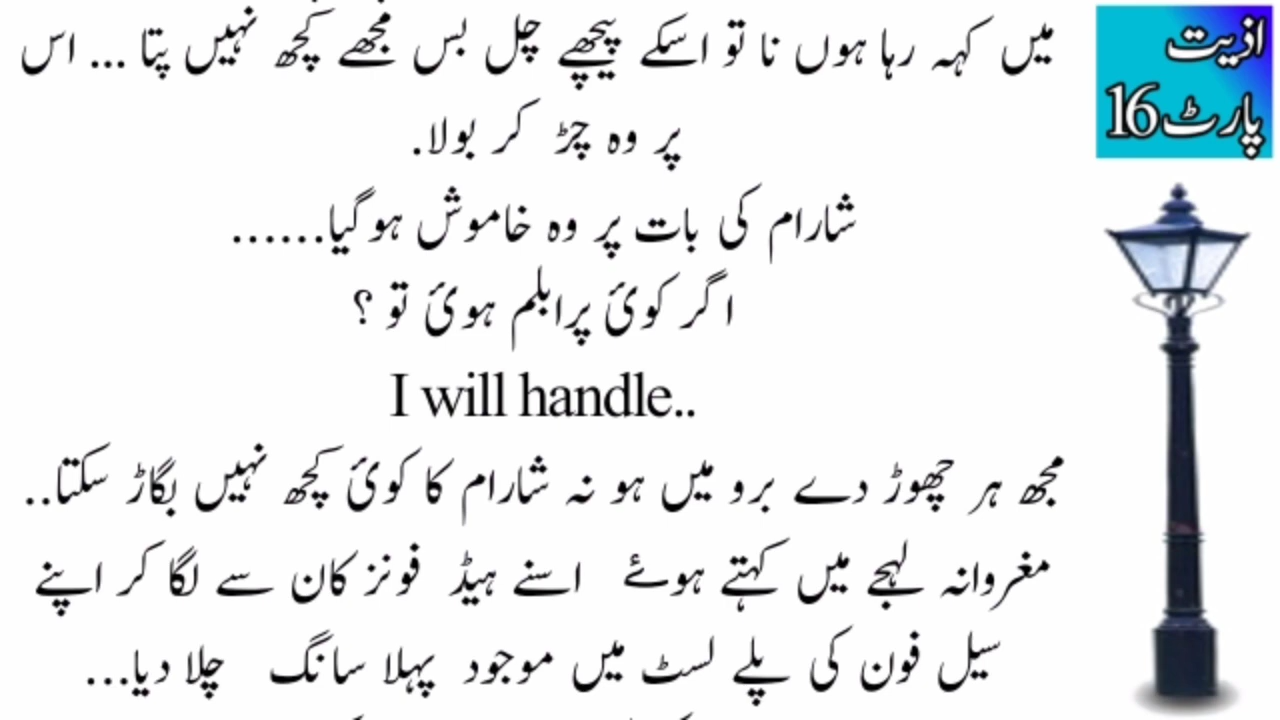 میں کہہ رہا ہوں نا تو اسکے پیچھے چل بس مجھے کچھ نہیں پتا ... اس
پر وہ چڑ کر بولا.
شارام کی بات پر وہ خاموش ہوگیا......
اگر کوئ پرابلم ہوئ تو ؟
I will handle..
مجھ ہر چھوڑ دے برو میں ہو نہ شارام کا کوئ کچھ نہیں بگاڑ سکتا..
مغروانہ لہجے میں کہتے ہوئے اسنے ہیڈ فونز کان سے لگا کر اپنے
سیل فون کی پلے لسٹ میں موجود پہلا سانگ چلا دیا...
اذیت
پارٹ16